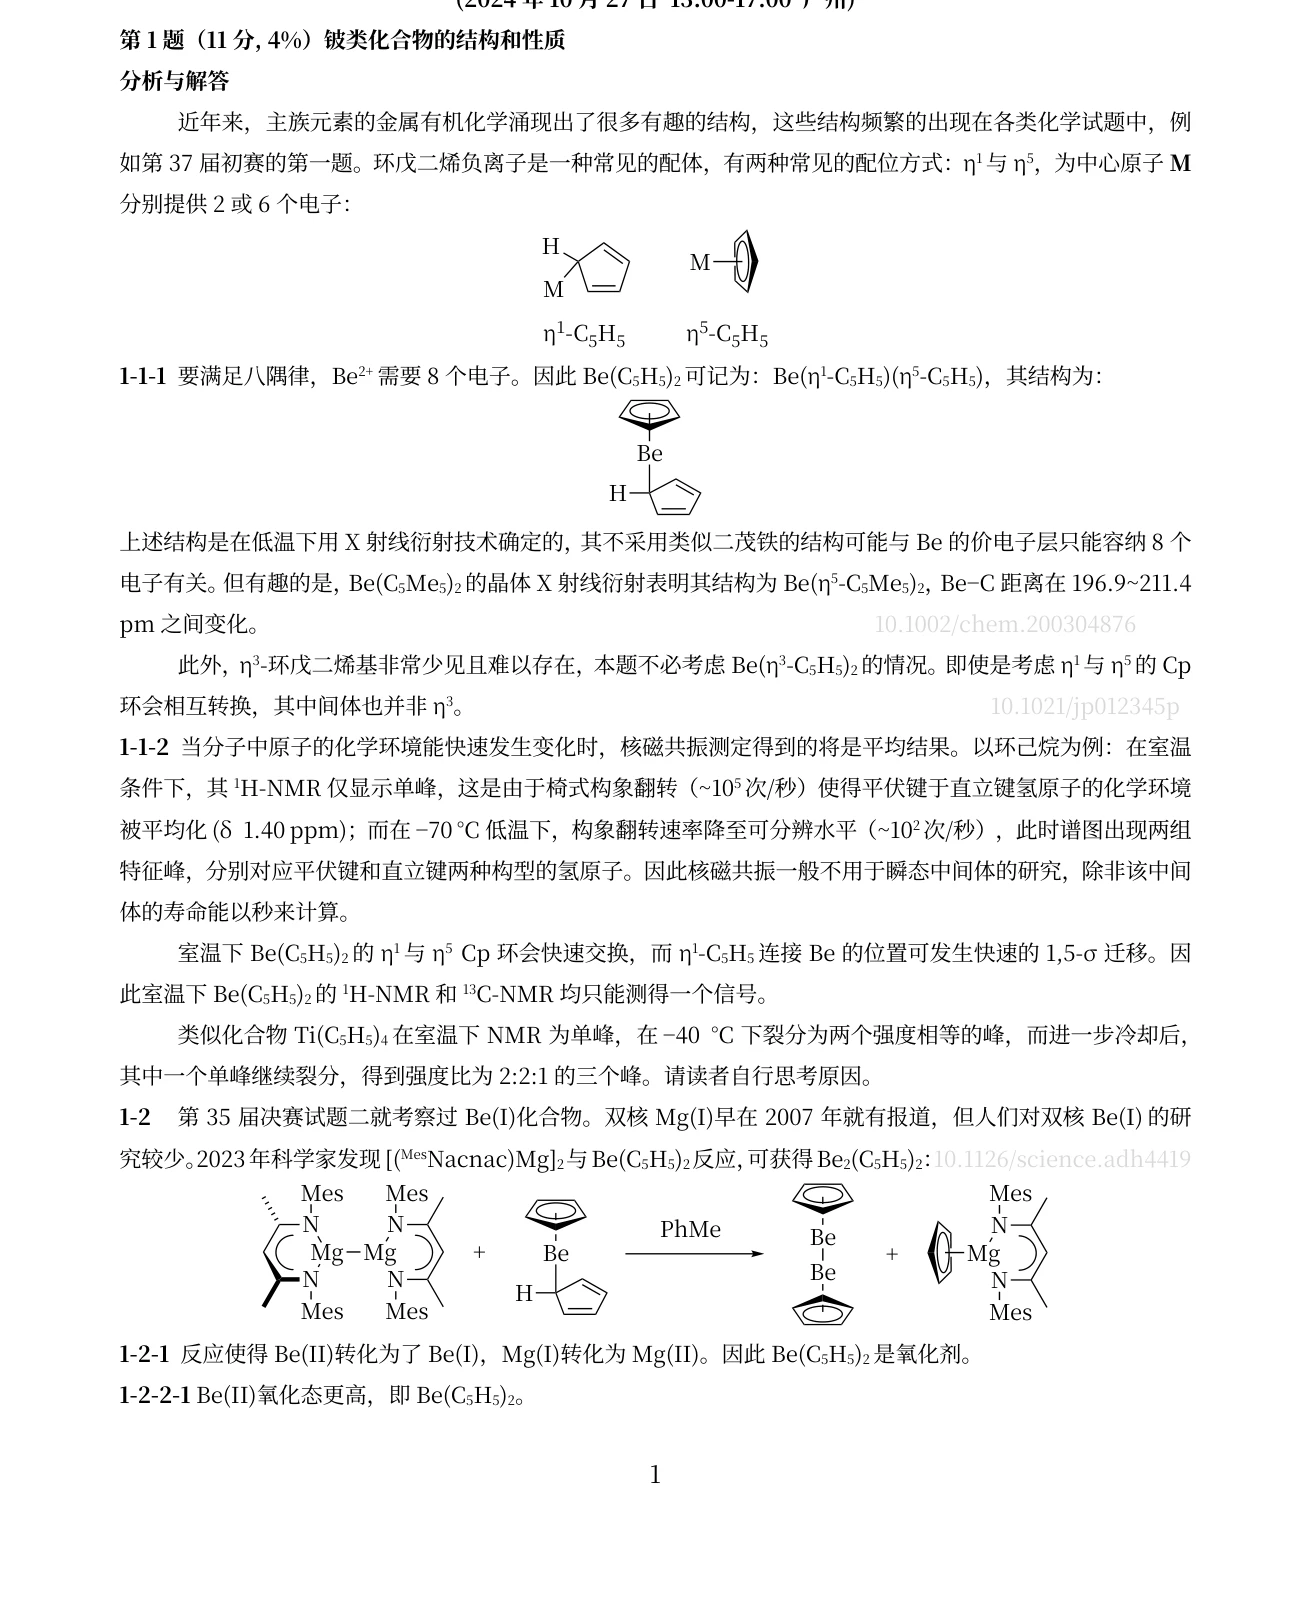 (2024 年 10 月 27 日 13:00-17:00 广州)
第 1 题（11 分, 4%）铍类化合物的结构和性质
分析与解答
近年来，主族元素的金属有机化学涌现出了很多有趣的结构，这些结构频繁的出现在各类化学试题中，例
如第 37 届初赛的第一题。环戊二烯负离子是一种常见的配体，有两种常见的配位方式：η¹与 η⁵，为中心原子 M
分别提供 2 或 6 个电子：
H
M
M
η¹-C₅H₅ η⁵-C₅H₅
1-1-1 要满足八隅律，Be²⁺需要 8 个电子。因此 Be(C₅H₅)₂可记为：Be(η¹-C₅H₅)(η⁵-C₅H₅)，其结构为：
Be
H
上述结构是在低温下用 X 射线衍射技术确定的, 其不采用类似二茂铁的结构可能与 Be 的价电子层只能容纳 8 个
电子有关。但有趣的是, Be(C₅Me₅)₂的晶体 X 射线衍射表明其结构为 Be(η⁵-C₅Me₅)₂，Be−C 距离在 196.9~211.4
pm 之间变化。 10.1002/chem.200304876
此外, η³-环戊二烯基非常少见且难以存在，本题不必考虑 Be(η³-C₅H₅)₂的情况。即使是考虑 η¹与 η⁵的 Cp
环会相互转换，其中间体也并非 η³。 10.1021/jp012345p
1-1-2 当分子中原子的化学环境能快速发生变化时，核磁共振测定得到的将是平均结果。以环己烷为例：在室温
条件下，其 ¹H-NMR 仅显示单峰，这是由于椅式构象翻转（~10⁵次/秒）使得平伏键于直立键氢原子的化学环境
被平均化 (δ 1.40 ppm)；而在 −70 °C 低温下，构象翻转速率降至可分辨水平（~10²次/秒），此时谱图出现两组
特征峰，分别对应平伏键和直立键两种构型的氢原子。因此核磁共振一般不用于瞬态中间体的研究，除非该中间
体的寿命能以秒来计算。
室温下 Be(C₅H₅)₂的 η¹与 η⁵ Cp 环会快速交换，而 η¹-C₅H₅连接 Be 的位置可发生快速的 1,5-σ 迁移。因
此室温下 Be(C₅H₅)₂的 ¹H-NMR 和 ¹³C-NMR 均只能测得一个信号。
类似化合物 Ti(C₅H₅)₄在室温下 NMR 为单峰，在 −40 °C 下裂分为两个强度相等的峰，而进一步冷却后，
其中一个单峰继续裂分，得到强度比为 2:2:1 的三个峰。请读者自行思考原因。
1-2 第 35 届决赛试题二就考察过 Be(I)化合物。双核 Mg(I)早在 2007 年就有报道，但人们对双核 Be(I) 的研
究较少。2023 年科学家发现 [(ᴹᵉˢNacnac)Mg]₂与 Be(C₅H₅)₂反应, 可获得 Be₂(C₅H₅)₂: 10.1126/science.adh4419
Mes Mes
N N
Mg Mg
N N
Mes Mes
+
Be
H
PhMe
Be
Be
+
Mes
N
Mg
N
Mes
1-2-1 反应使得 Be(II)转化为了 Be(I)，Mg(I)转化为 Mg(II)。因此 Be(C₅H₅)₂是氧化剂。
1-2-2-1 Be(II)氧化态更高，即 Be(C₅H₅)₂。
1